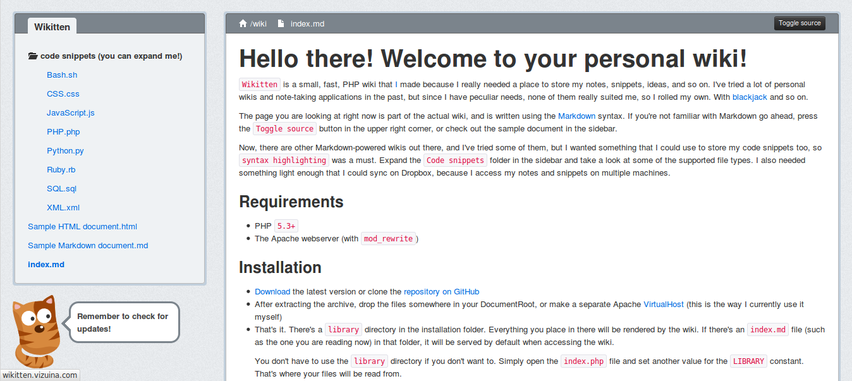 Wikitten
code snippets (you can expand me!)
Bash.sh
CSS.css
JavaScript.js
PHP.php
Python.py
Ruby.rb
SQL.sql
XML.xml
Sample HTML document.html
Sample Markdown document.md
index.md
Remember to check for
updates!
wikitten.vizuina.com
/wiki index.md Toggle source
Hello there! Welcome to your personal wiki!
Wikitten is a small, fast, PHP wiki that I made because I really needed a place to store my notes, snippets, ideas, and so on. I've tried a lot of personal
wikis and note-taking applications in the past, but since I have peculiar needs, none of them really suited me, so I rolled my own. With blackjack and so on.
The page you are looking at right now is part of the actual wiki, and is written using the Markdown syntax. If you're not familiar with Markdown go ahead, press
the Toggle source button in the upper right corner, or check out the sample document in the sidebar.
Now, there are other Markdown-powered wikis out there, and I've tried some of them, but I wanted something that I could use to store my code snippets too, so
syntax highlighting was a must. Expand the Code snippets folder in the sidebar and take a look at some of the supported file types. I also needed
something light enough that I could sync on Dropbox, because I access my notes and snippets on multiple machines.
Requirements
• PHP 5.3+
• The Apache webserver (with mod_rewrite)
Installation
• Download the latest version or clone the repository on GitHub
• After extracting the archive, drop the files somewhere in your DocumentRoot, or make a separate Apache VirtualHost (this is the way I currently use it
myself)
• That's it. There's a library directory in the installation folder. Everything you place in there will be rendered by the wiki. If there's an index.md file (such
as the one you are reading now) in that folder, it will be served by default when accessing the wiki.
You don't have to use the library directory if you don't want to. Simply open the index.php file and set another value for the LIBRARY constant.
That's where your files will be read from.